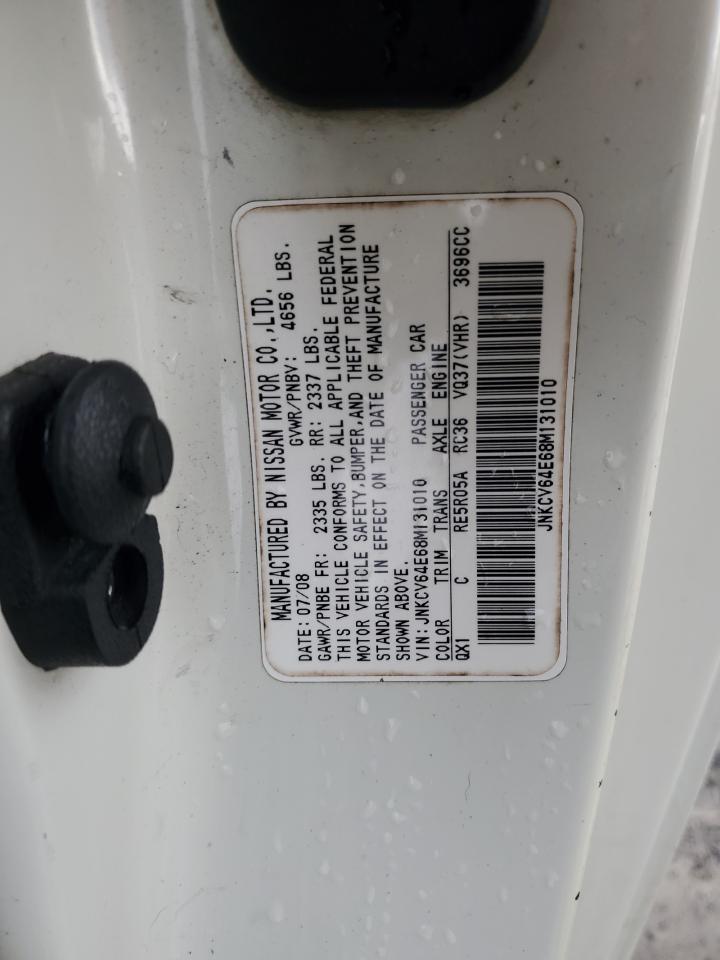 MANUFACTURED BY NISSAN MOTOR CO.,LTD.
DATE: 07/08 GVWR/PNBV: 4656 LBS.
GAWR/PNBE FR: 2335 LBS. RR: 2337 LBS.
THIS VEHICLE CONFORMS TO ALL APPLICABLE FEDERAL
MOTOR VEHICLE SAFETY,BUMPER,AND THEFT PREVENTION
STANDARDS IN EFFECT ON THE DATE OF MANUFACTURE
SHOWN ABOVE.
VIN: JNKCV64E68M131010 PASSENGER CAR
COLOR TRIM TRANS AXLE ENGINE
QX1 C RE5R05A RC36 VQ37(VHR) 3696CC
JNKCV64E68M131010